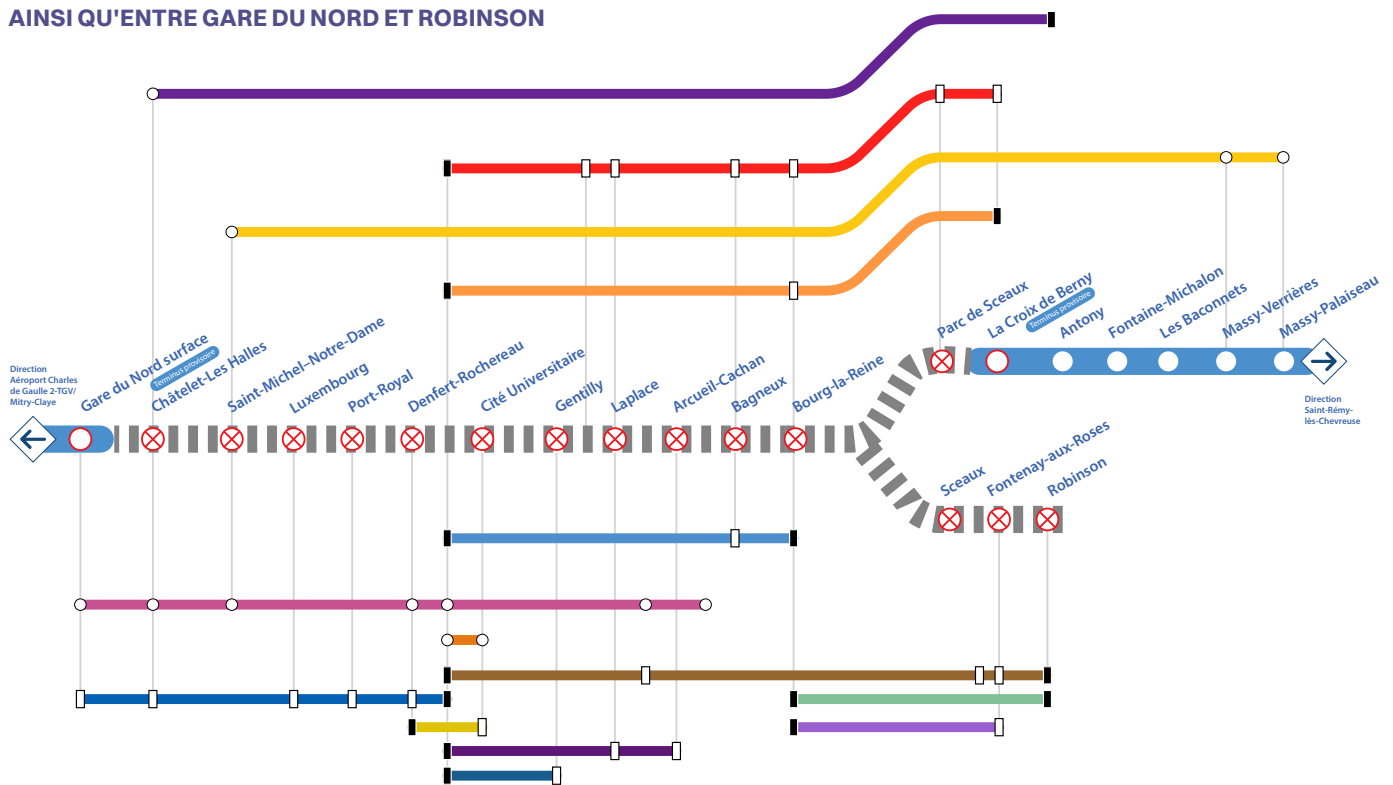 AINSI QU'ENTRE GARE DU NORD ET ROBINSON
Direction
Aéroport Charles
de Gaulle 2-TGV/
Mitry-Claye
Gare du Nord surface
Terminus provisoire
Châtelet-Les Halles
Saint-Michel-Notre-Dame
Luxembourg
Port-Royal
Denfert-Rochereau
Cité Universitaire
Gentilly
Laplace
Arcueil-Cachan
Bagneux
Bourg-la-Reine
Parc de Sceaux
La Croix de Berny
Terminus provisoire
Antony
Fontaine-Michalon
Les Baconnets
Massy-Verrières
Massy-Palaiseau
Direction
Saint-Rémy-
lès-Chevreuse
Sceaux
Fontenay-aux-Roses
Robinson